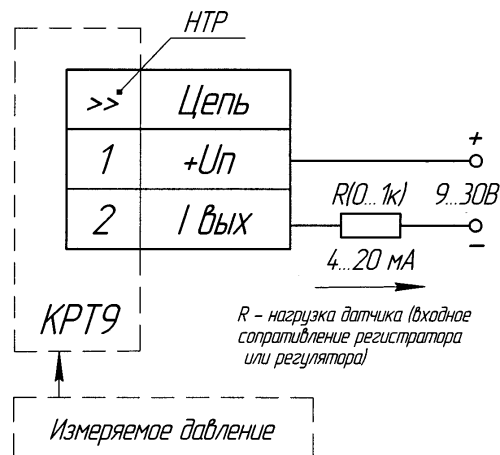 НТР
>> Цепь
1 +Uп
2 I вых
+
R(0...1к) 9...30В
–
4...20 мА
R – нагрузка датчика (входное
сопративление регистратора
или регулятора)
КРТ9
Измеряемое давление